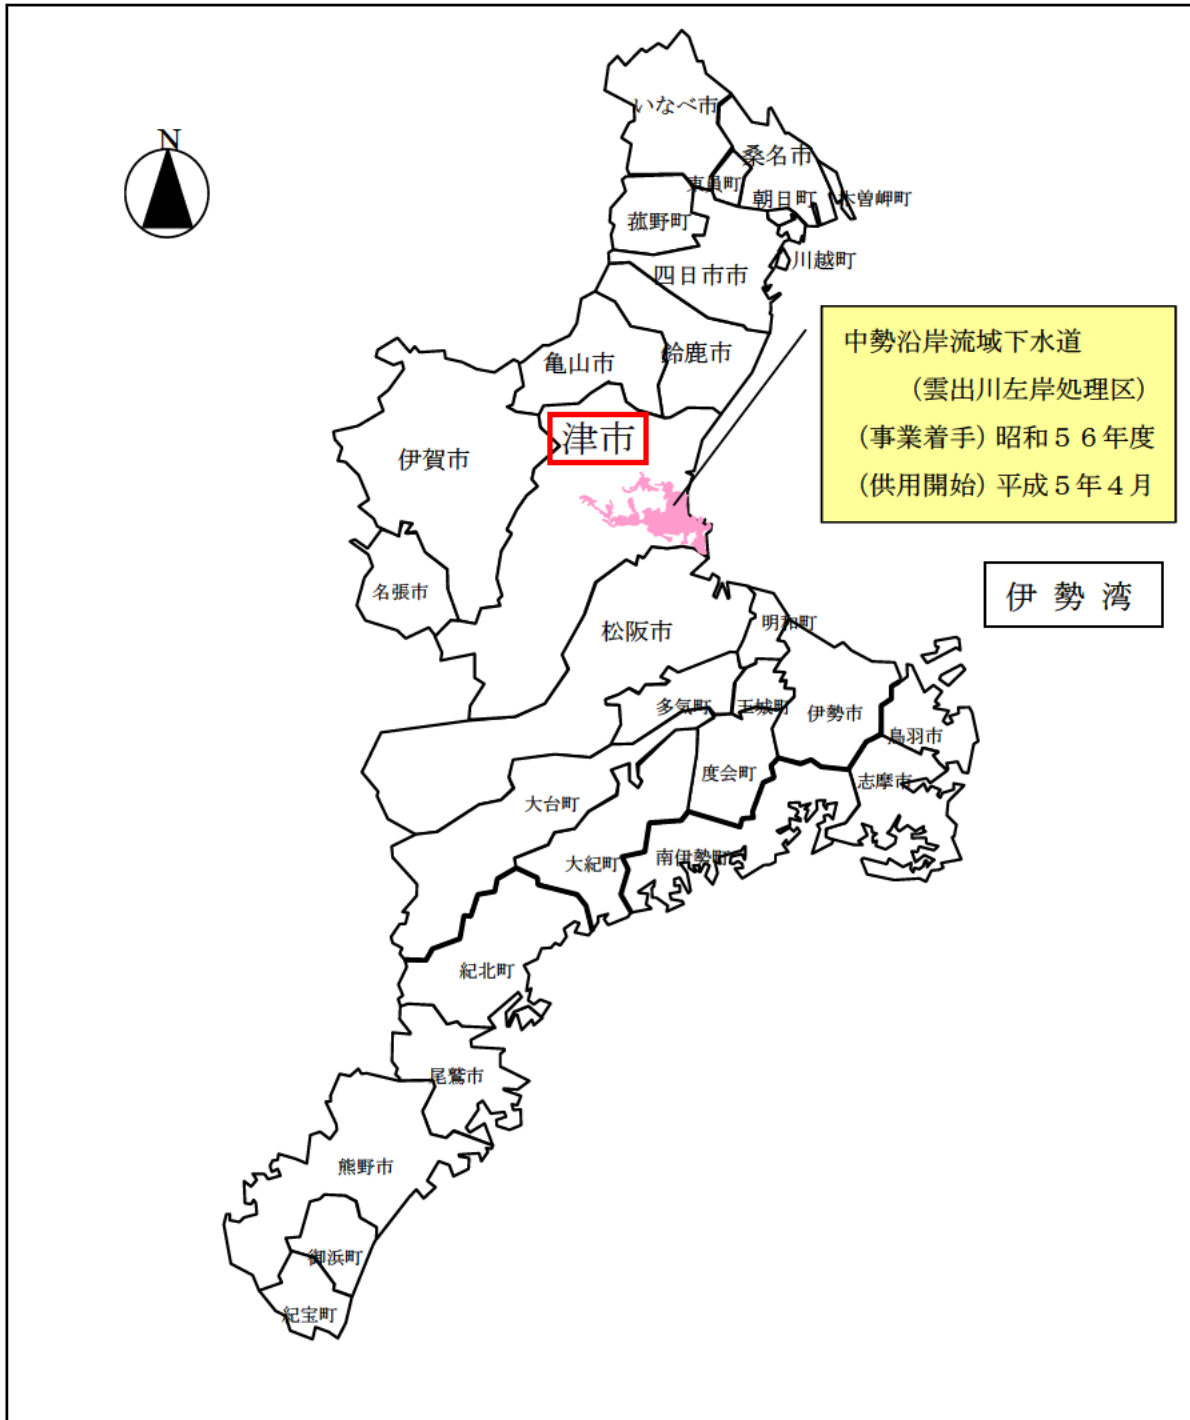 N
いなべ市
桑名市
東員町
朝日町
木曽岬町
菰野町
川越町
四日市市
中勢沿岸流域下水道
(雲出川左岸処理区)
(事業着手) 昭和５６年度
(供用開始) 平成５年４月
亀山市
鈴鹿市
津市
伊賀市
名張市
伊勢湾
松阪市
明和町
多気町
玉城町
伊勢市
鳥羽市
度会町
志摩市
大台町
大紀町
南伊勢町
紀北町
尾鷲市
熊野市
御浜町
紀宝町